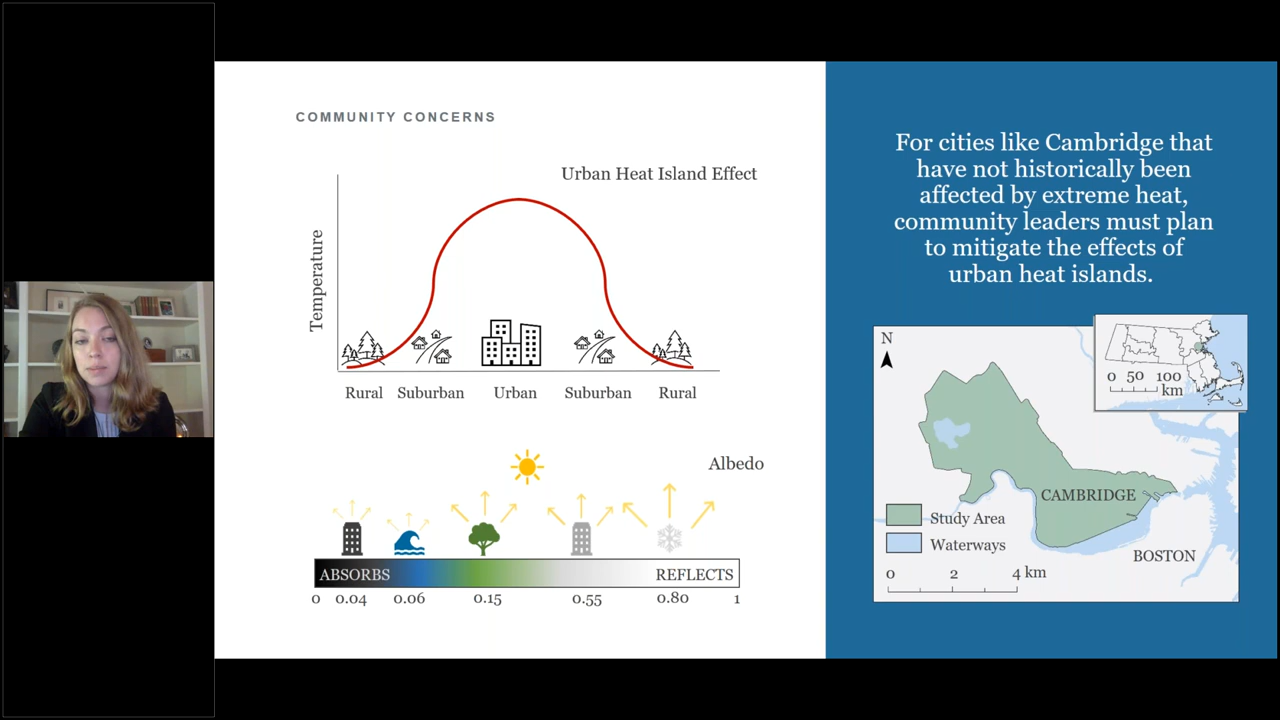 COMMUNITY CONCERNS
Urban Heat Island Effect
Temperature
Rural Suburban Urban Suburban Rural
Albedo
ABSORBS REFLECTS
0 0.04 0.06 0.15 0.55 0.80 1
For cities like Cambridge that
have not historically been
affected by extreme heat,
community leaders must plan
to mitigate the effects of
urban heat islands.
N
0 50 100
km
CAMBRIDGE
Study Area
Waterways
BOSTON
0 2 4 km